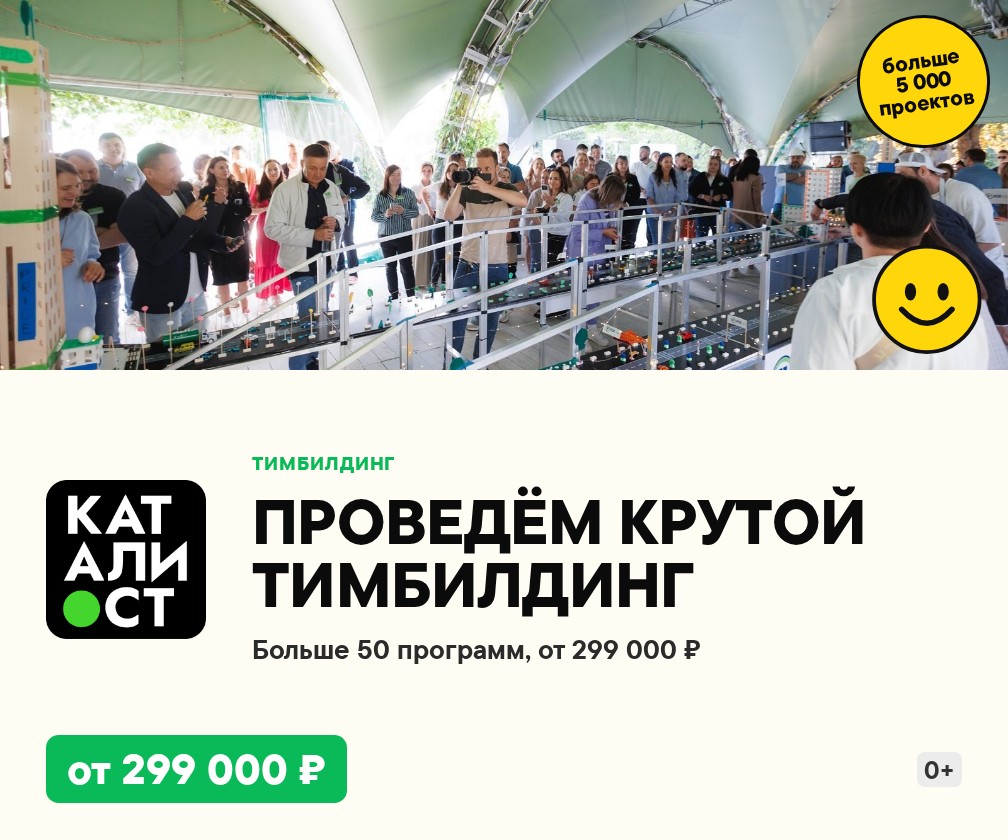 больше
5 000
проектов
ТИМБИЛДИНГ
КАТ
АЛИ
СТ
ПРОВЕДЁМ КРУТОЙ
ТИМБИЛДИНГ
Больше 50 программ, от 299 000 ₽
от 299 000 ₽
0+